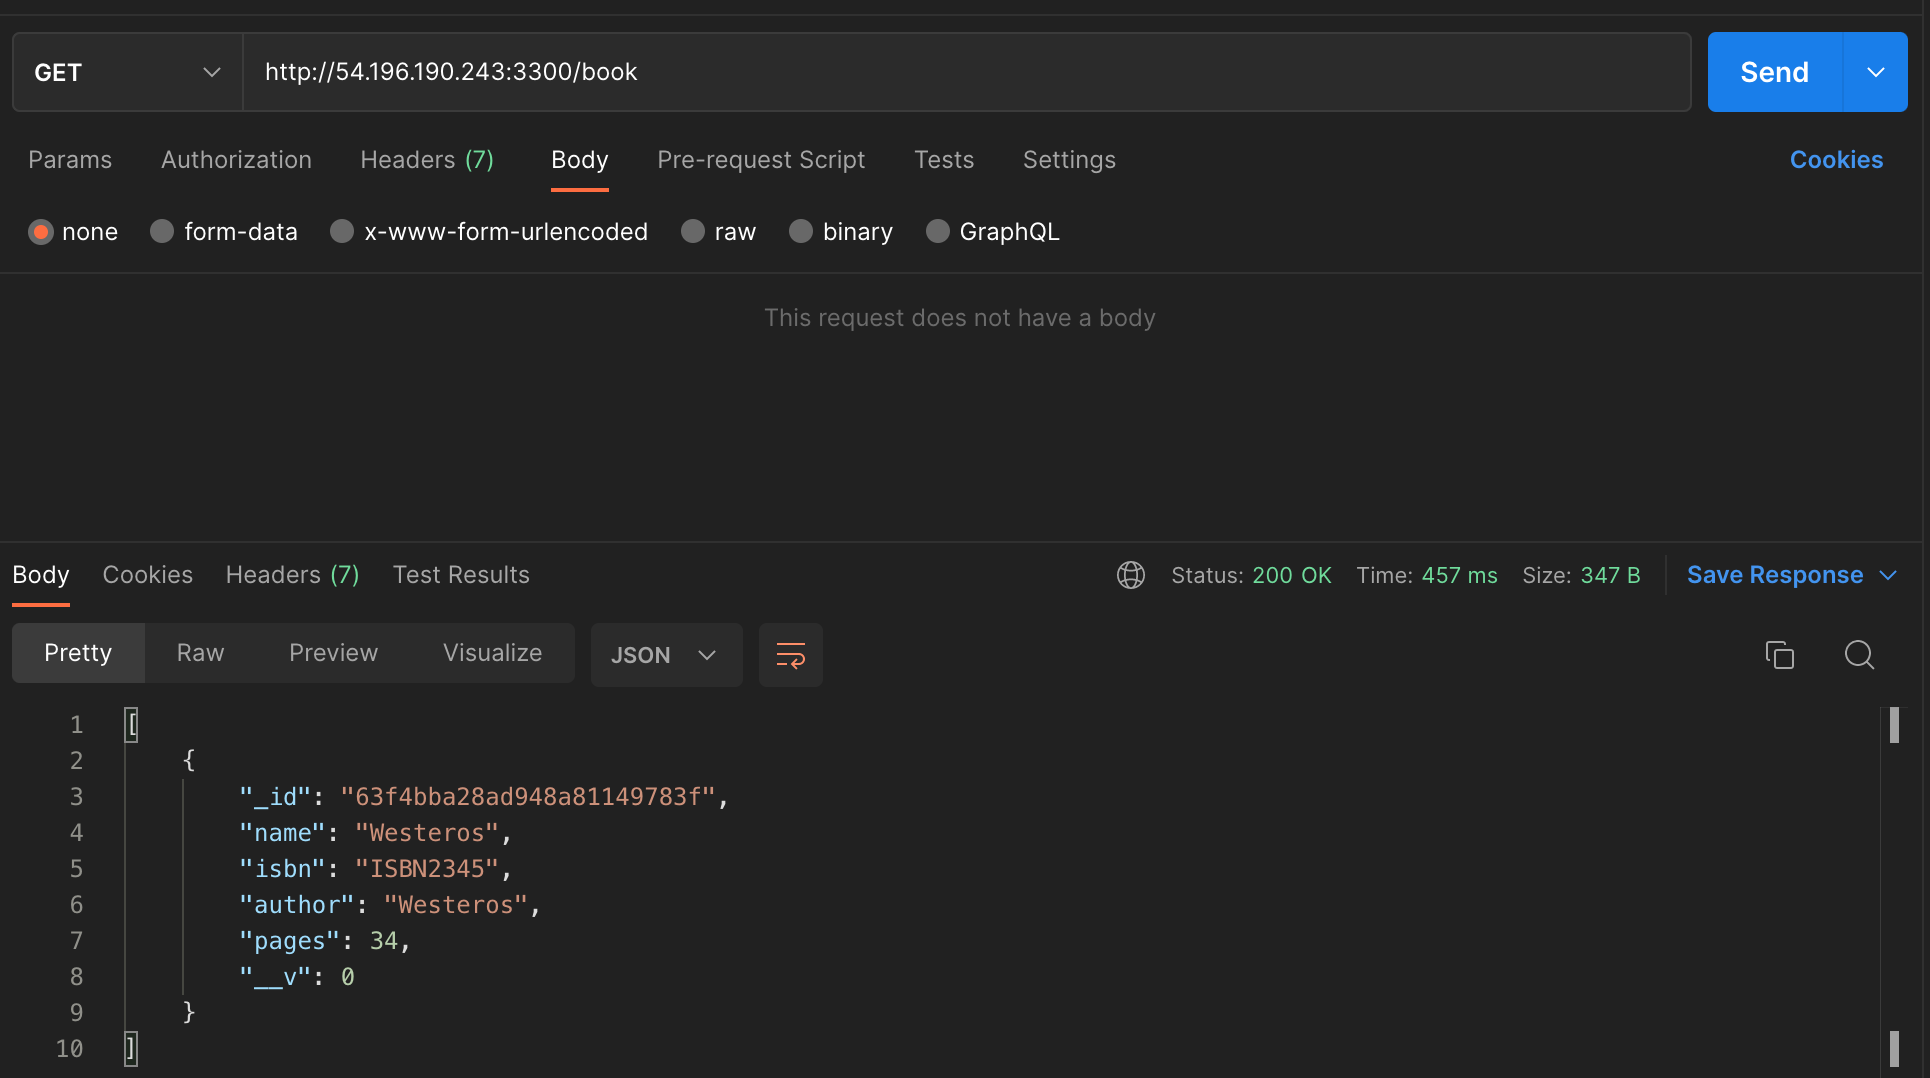 GET http://54.196.190.243:3300/book Send
Params Authorization Headers (7) Body Pre-request Script Tests Settings Cookies
none form-data x-www-form-urlencoded raw binary GraphQL
This request does not have a body
Body Cookies Headers (7) Test Results Status: 200 OK Time: 457 ms Size: 347 B Save Response
Pretty Raw Preview Visualize JSON
1 [
2 {
3 "_id": "63f4bba28ad948a81149783f",
4 "name": "Westeros",
5 "isbn": "ISBN2345",
6 "author": "Westeros",
7 "pages": 34,
8 "__v": 0
9 }
10 ]